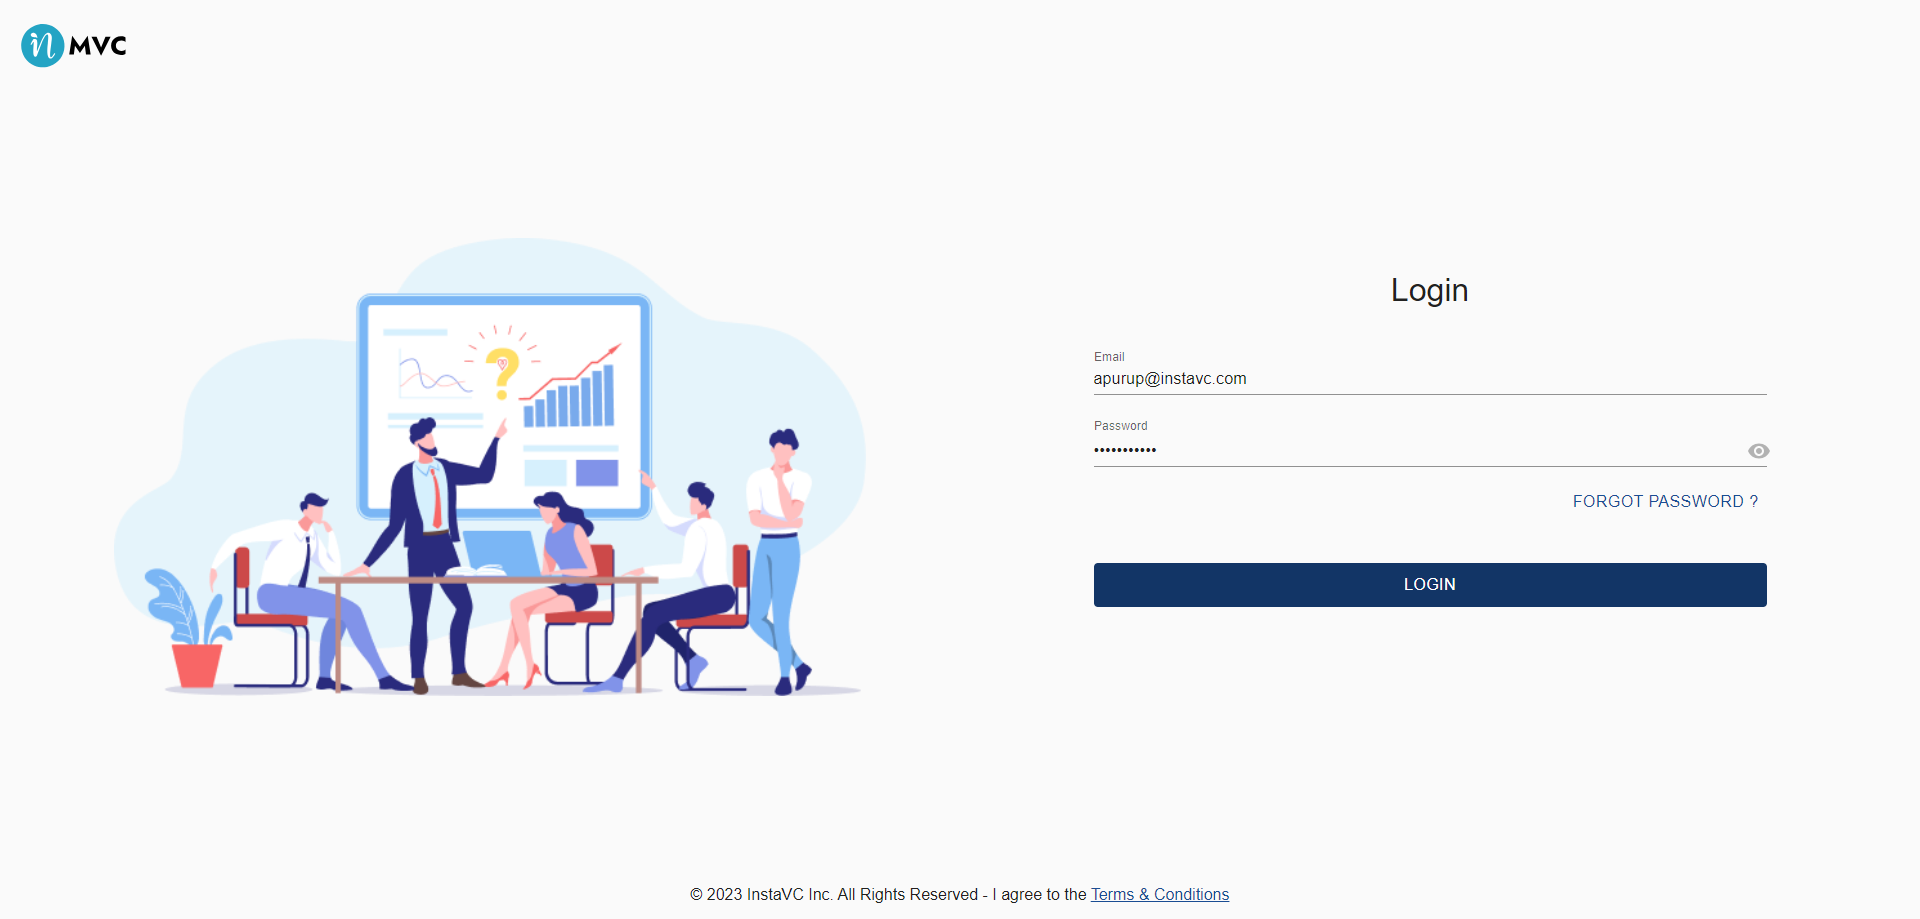 in MVC
Login
Email
apurup@instavc.com
Password
•••••••••••
FORGOT PASSWORD ?
LOGIN
© 2023 InstaVC Inc. All Rights Reserved - I agree to the Terms & Conditions